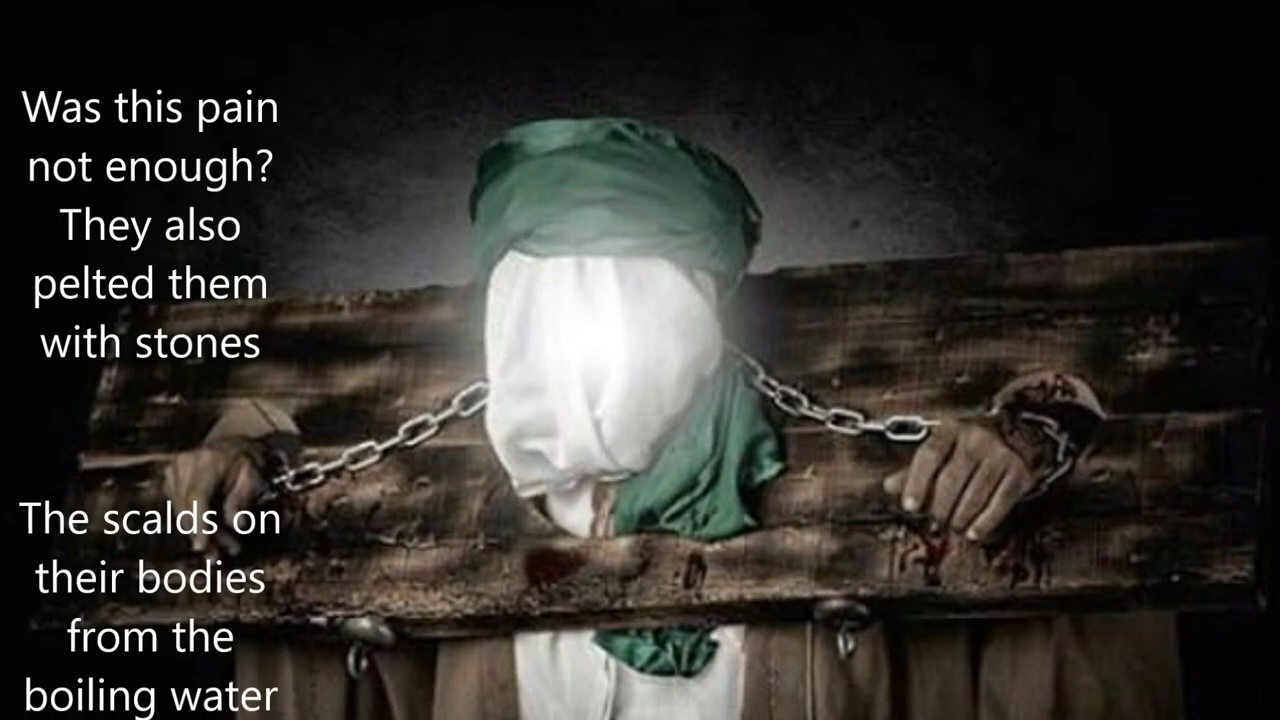 Was this pain
not enough?
They also
pelted them
with stones
The scalds on
their bodies
from the
boiling water